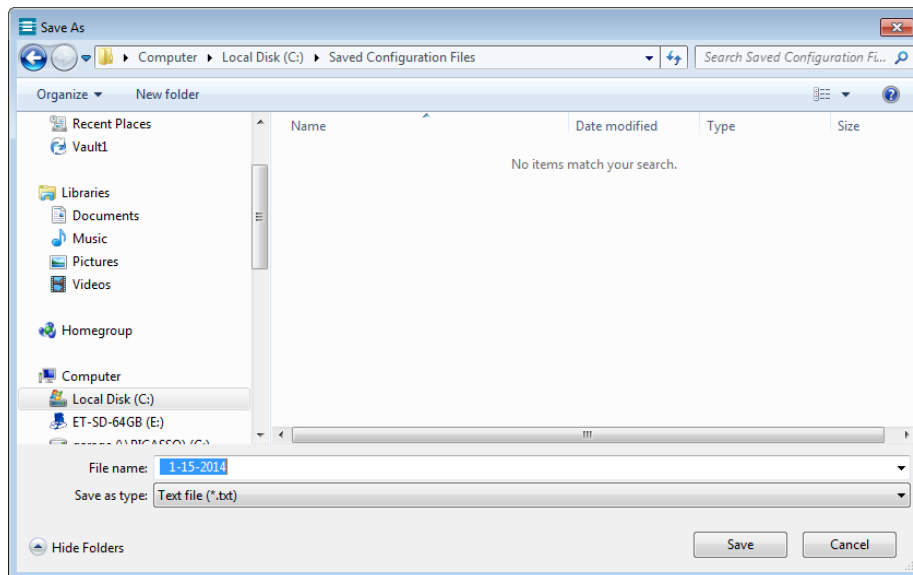 Save As
Computer Local Disk (C:) Saved Configuration Files Search Saved Configuration Fi...
Organize New folder
Name Date modified Type Size
No items match your search.
Recent Places
Vault1
Libraries
Documents
Music
Pictures
Videos
Homegroup
Computer
Local Disk (C:)
ET-SD-64GB (E:)
File name: 1-15-2014
Save as type: Text file (*.txt)
Hide Folders Save Cancel